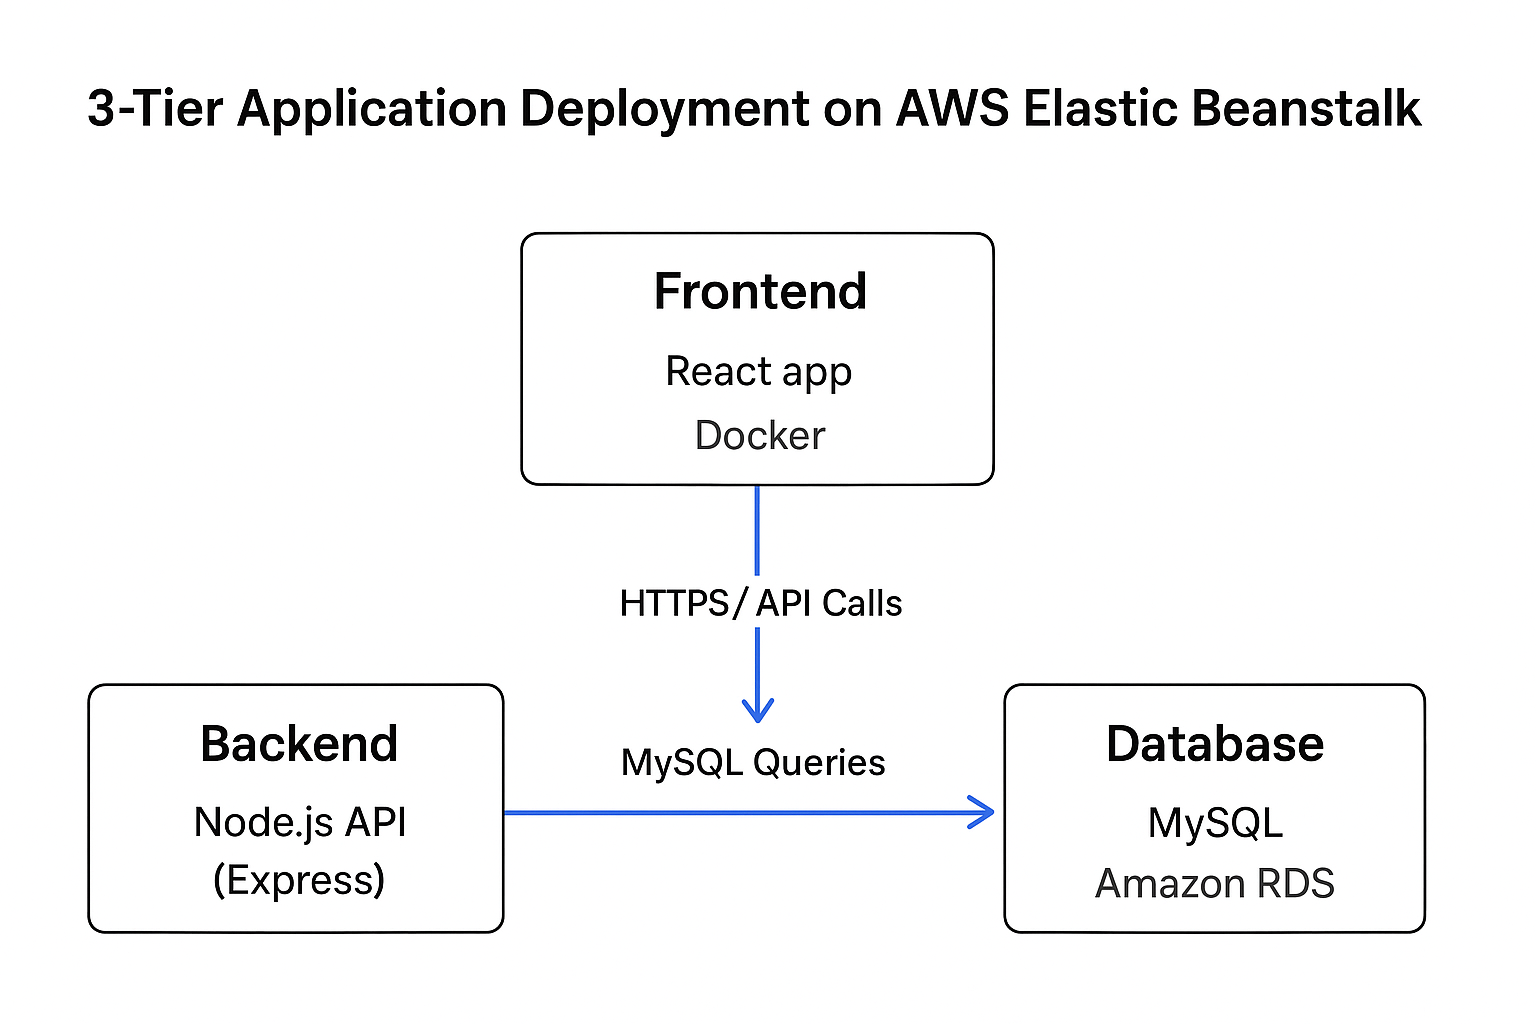 3-Tier Application Deployment on AWS Elastic Beanstalk
Frontend
React app
Docker
HTTPS/ API Calls
Backend
Node.js API
(Express)
MySQL Queries
Database
MySQL
Amazon RDS